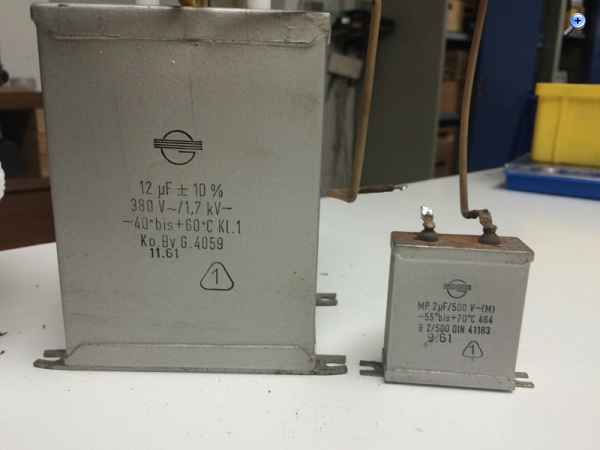 12 µF ± 10 %
380 V~/1,7 kV–
–40°bis+60°C Kl.1
Ko.Bv G.4059
11.61
1
MP 2µF/500 V–(M)
–55°bis+70°C 464
B 2/500 DIN 41183
9.61
1